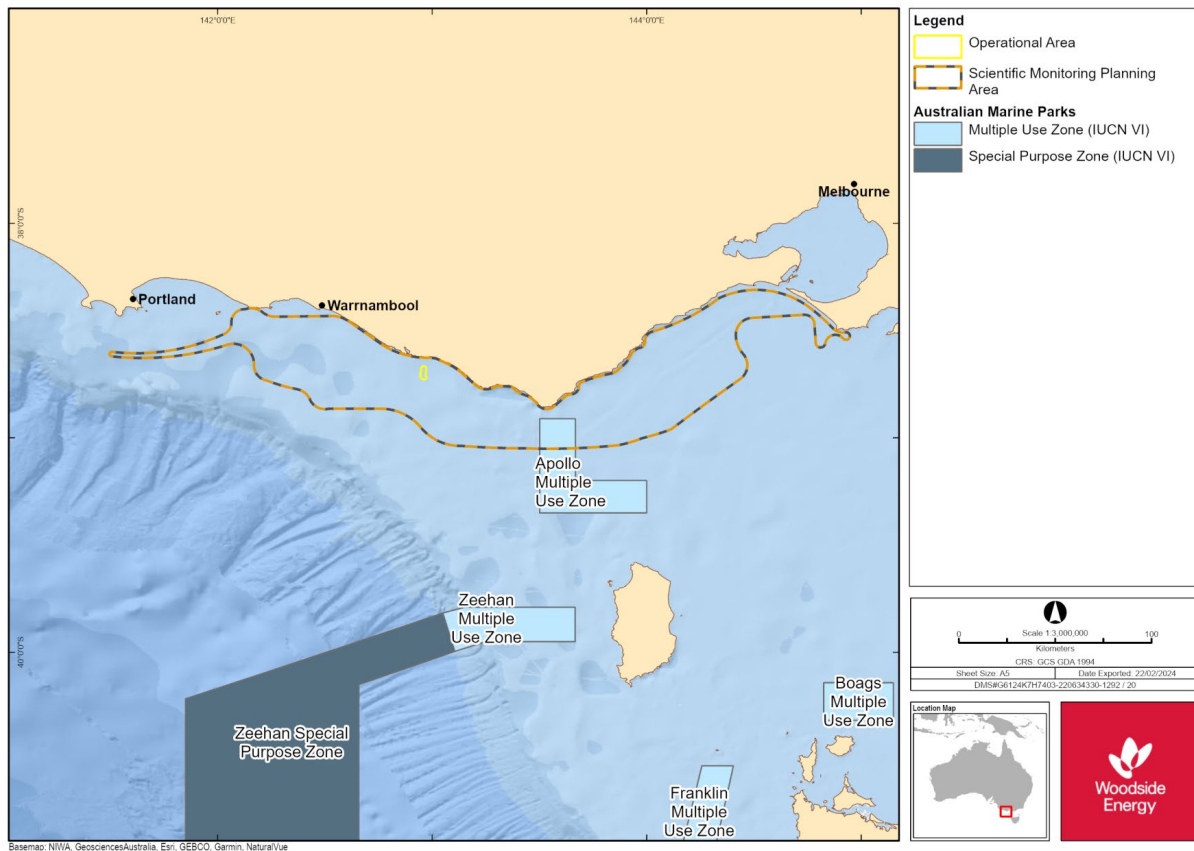 142°0'0"E
144°0'0"E
38°0'0"S
40°0'0"S
Melbourne
Portland
Warrnambool
Apollo
Multiple
Use Zone
Zeehan
Multiple
Use Zone
Zeehan Special
Purpose Zone
Boags
Multiple
Use Zone
Franklin
Multiple
Use Zone
Legend
Operational Area
Scientific Monitoring Planning
Area
Australian Marine Parks
Multiple Use Zone (IUCN VI)
Special Purpose Zone (IUCN VI)
Scale 1:3,000,000
0 100
Kilometers
CRS: GCS GDA 1994
Sheet Size: A5 Date Exported: 22/02/2024
DMS#G6124K7H7403-220634330-1292 / 20
Location Map
Woodside
Energy
Basemap: NIWA, GeosciencesAustralia, Esri, GEBCO, Garmin, NaturalVue